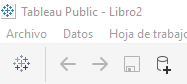 Tableau Public - Libro2
Archivo Datos Hoja de trabajo